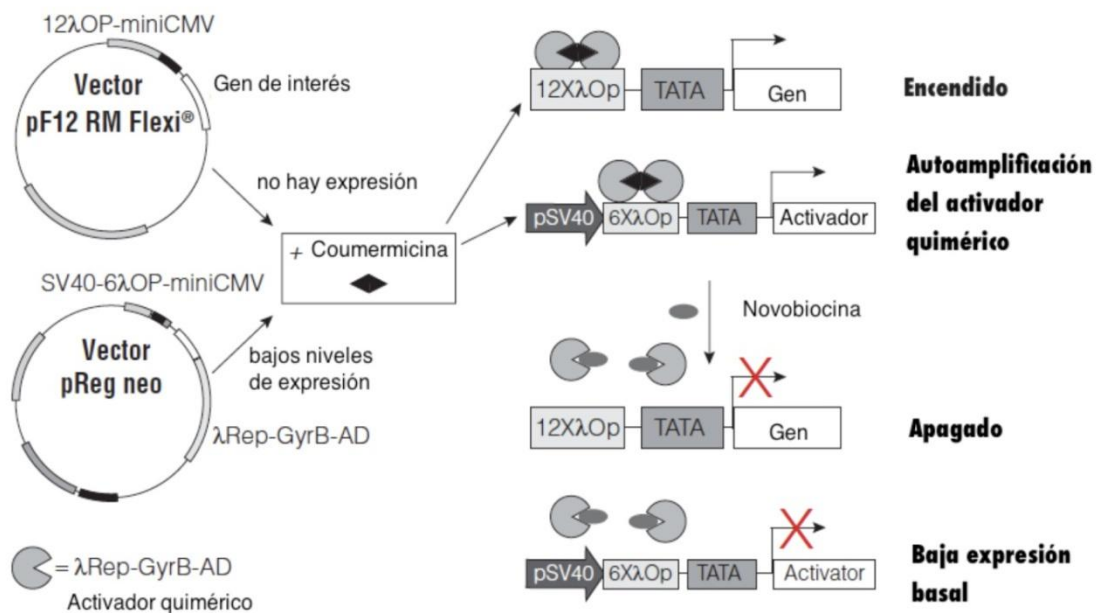 12λOP-miniCMV
Vector
pF12 RM Flexi®
Gen de interés
no hay expresión
SV40-6λOP-miniCMV
Vector
pReg neo
bajos niveles
de expresión
λRep-GyrB-AD
= λRep-GyrB-AD
Activador quimérico
+ Coumermicina
12XλOp
TATA
Gen
Encendido
pSV40
6XλOp
TATA
Activador
Autoamplificación
del activador
quimérico
Novobiocina
12XλOp
TATA
Gen
Apagado
pSV40
6XλOp
TATA
Activator
Baja expresión
basal